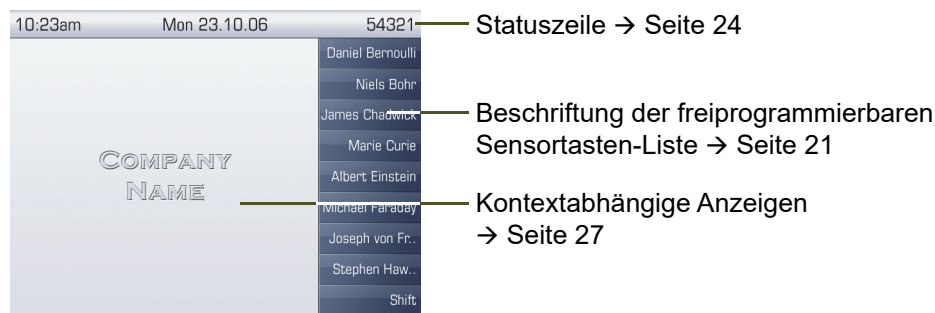 10:23am Mon 23.10.06 54321
Statuszeile → Seite 24
Daniel Bernoulli
Niels Bohr
James Chadwick
Marie Curie
Albert Einstein
Michael Faraday
Joseph von Fr..
Stephen Haw..
Shift
COMPANY
NAME
Beschriftung der freiprogrammierbaren
Sensortasten-Liste → Seite 21
Kontextabhängige Anzeigen
→ Seite 27